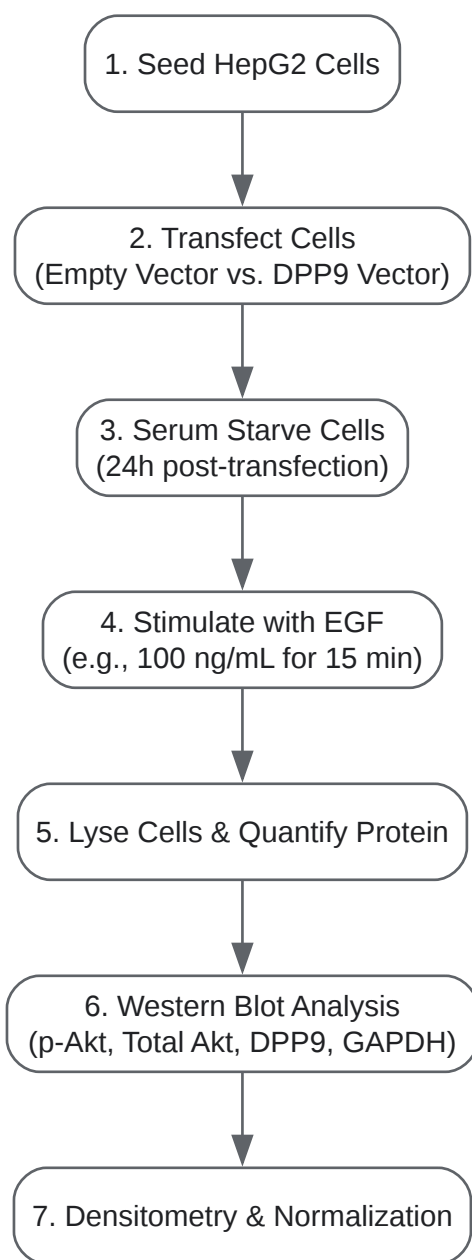 1. Seed HepG2 Cells
2. Transfect Cells
(Empty Vector vs. DPP9 Vector)
3. Serum Starve Cells
(24h post-transfection)
4. Stimulate with EGF
(e.g., 100 ng/mL for 15 min)
5. Lyse Cells & Quantify Protein
6. Western Blot Analysis
(p-Akt, Total Akt, DPP9, GAPDH)
7. Densitometry & Normalization